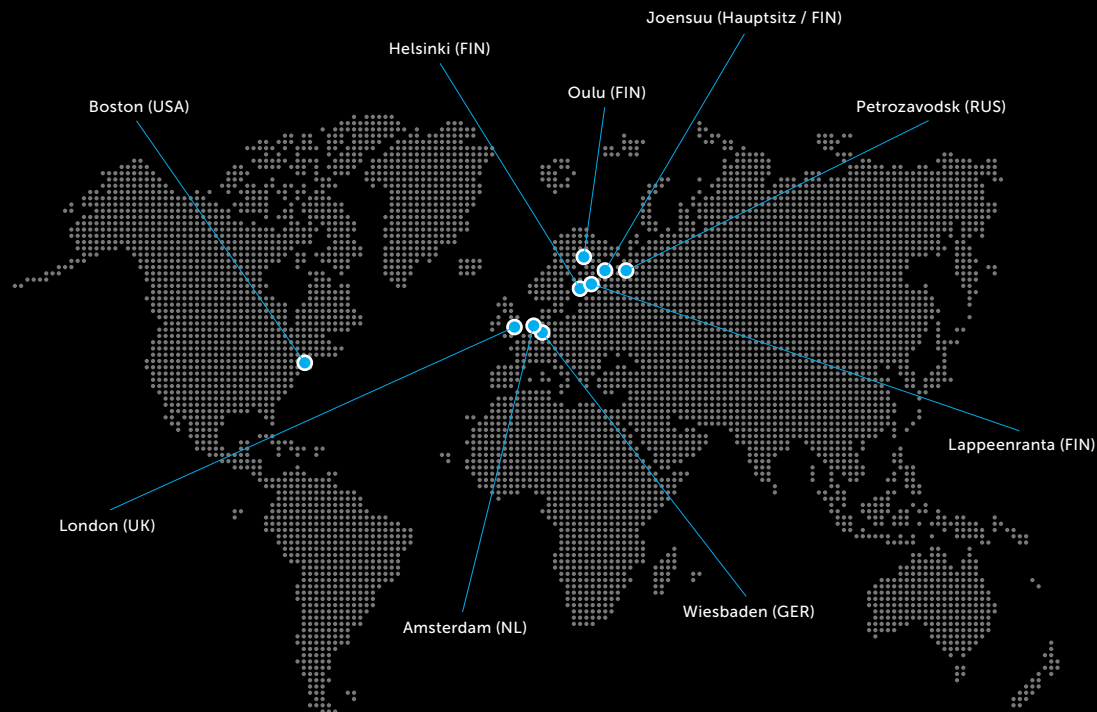 Joensuu (Hauptsitz / FIN)
Helsinki (FIN)
Oulu (FIN)
Boston (USA)
Petrozavodsk (RUS)
Lappeenranta (FIN)
London (UK)
Wiesbaden (GER)
Amsterdam (NL)